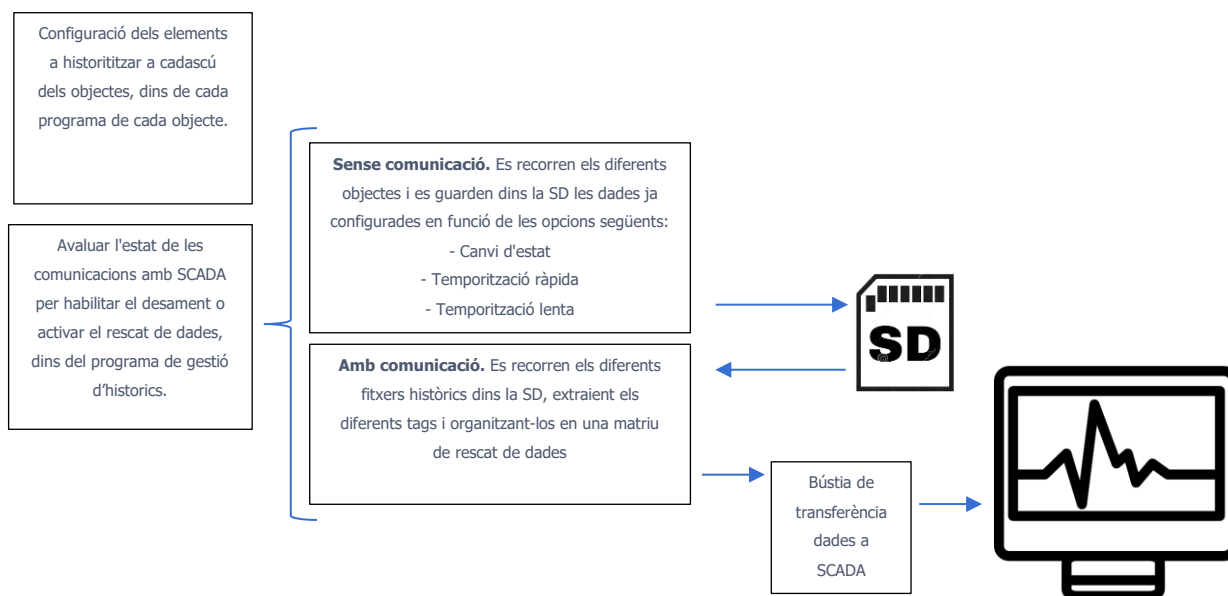 Configuració dels elements
a historititzar a cadascú
dels objectes, dins de cada
programa de cada objecte.
Avaluar l'estat de les
comunicacions amb SCADA
per habilitar el desament o
activar el rescat de dades,
dins del programa de gestió
d'historics.
Sense comunicació. Es recorren els diferents
objectes i es guarden dins la SD les dades ja
configurades en funció de les opcions següents:
- Canvi d'estat
- Temporització ràpida
- Temporització lenta
Amb comunicació. Es recorren els diferents
fitxers històrics dins la SD, extraient els
diferents tags i organitzant-los en una matriu
de rescat de dades
SD
Bústia de
transferència
dades a
SCADA